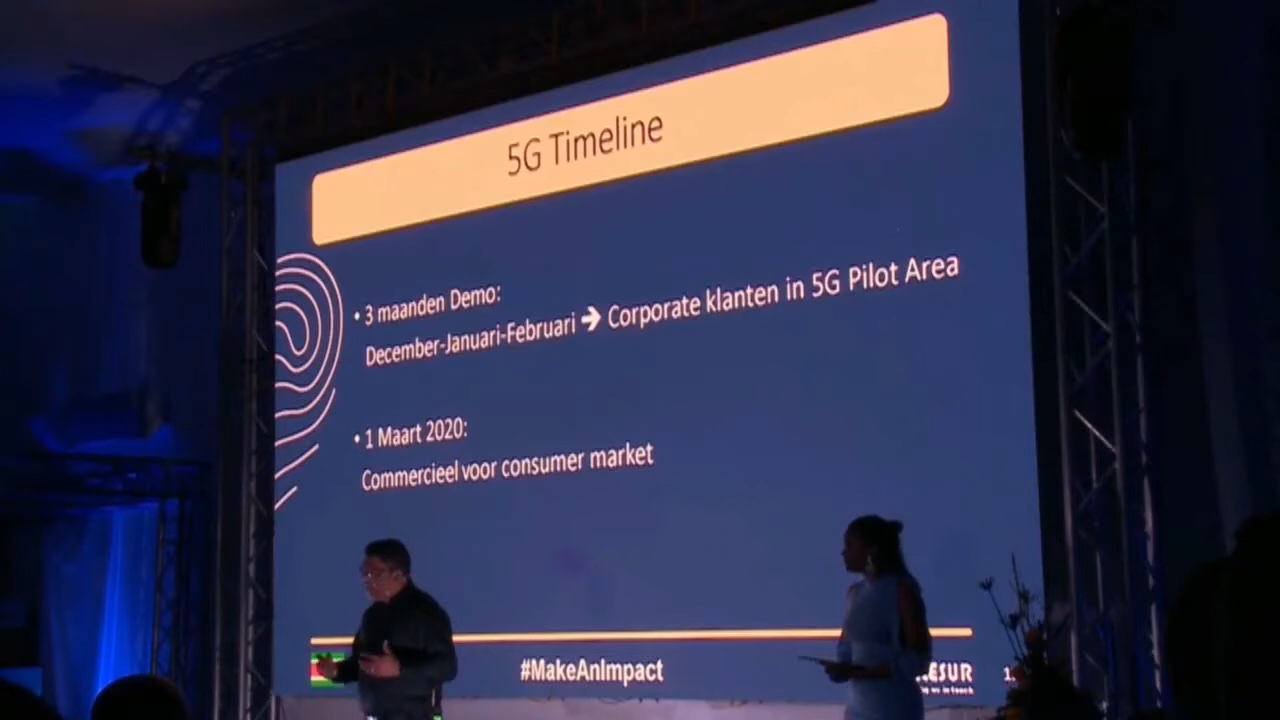 5G Timeline
• 3 maanden Demo:
December-Januari-Februari ➔ Corporate klanten in 5G Pilot Area
• 1 Maart 2020:
Commercieel voor consumer market
#MakeAnImpact